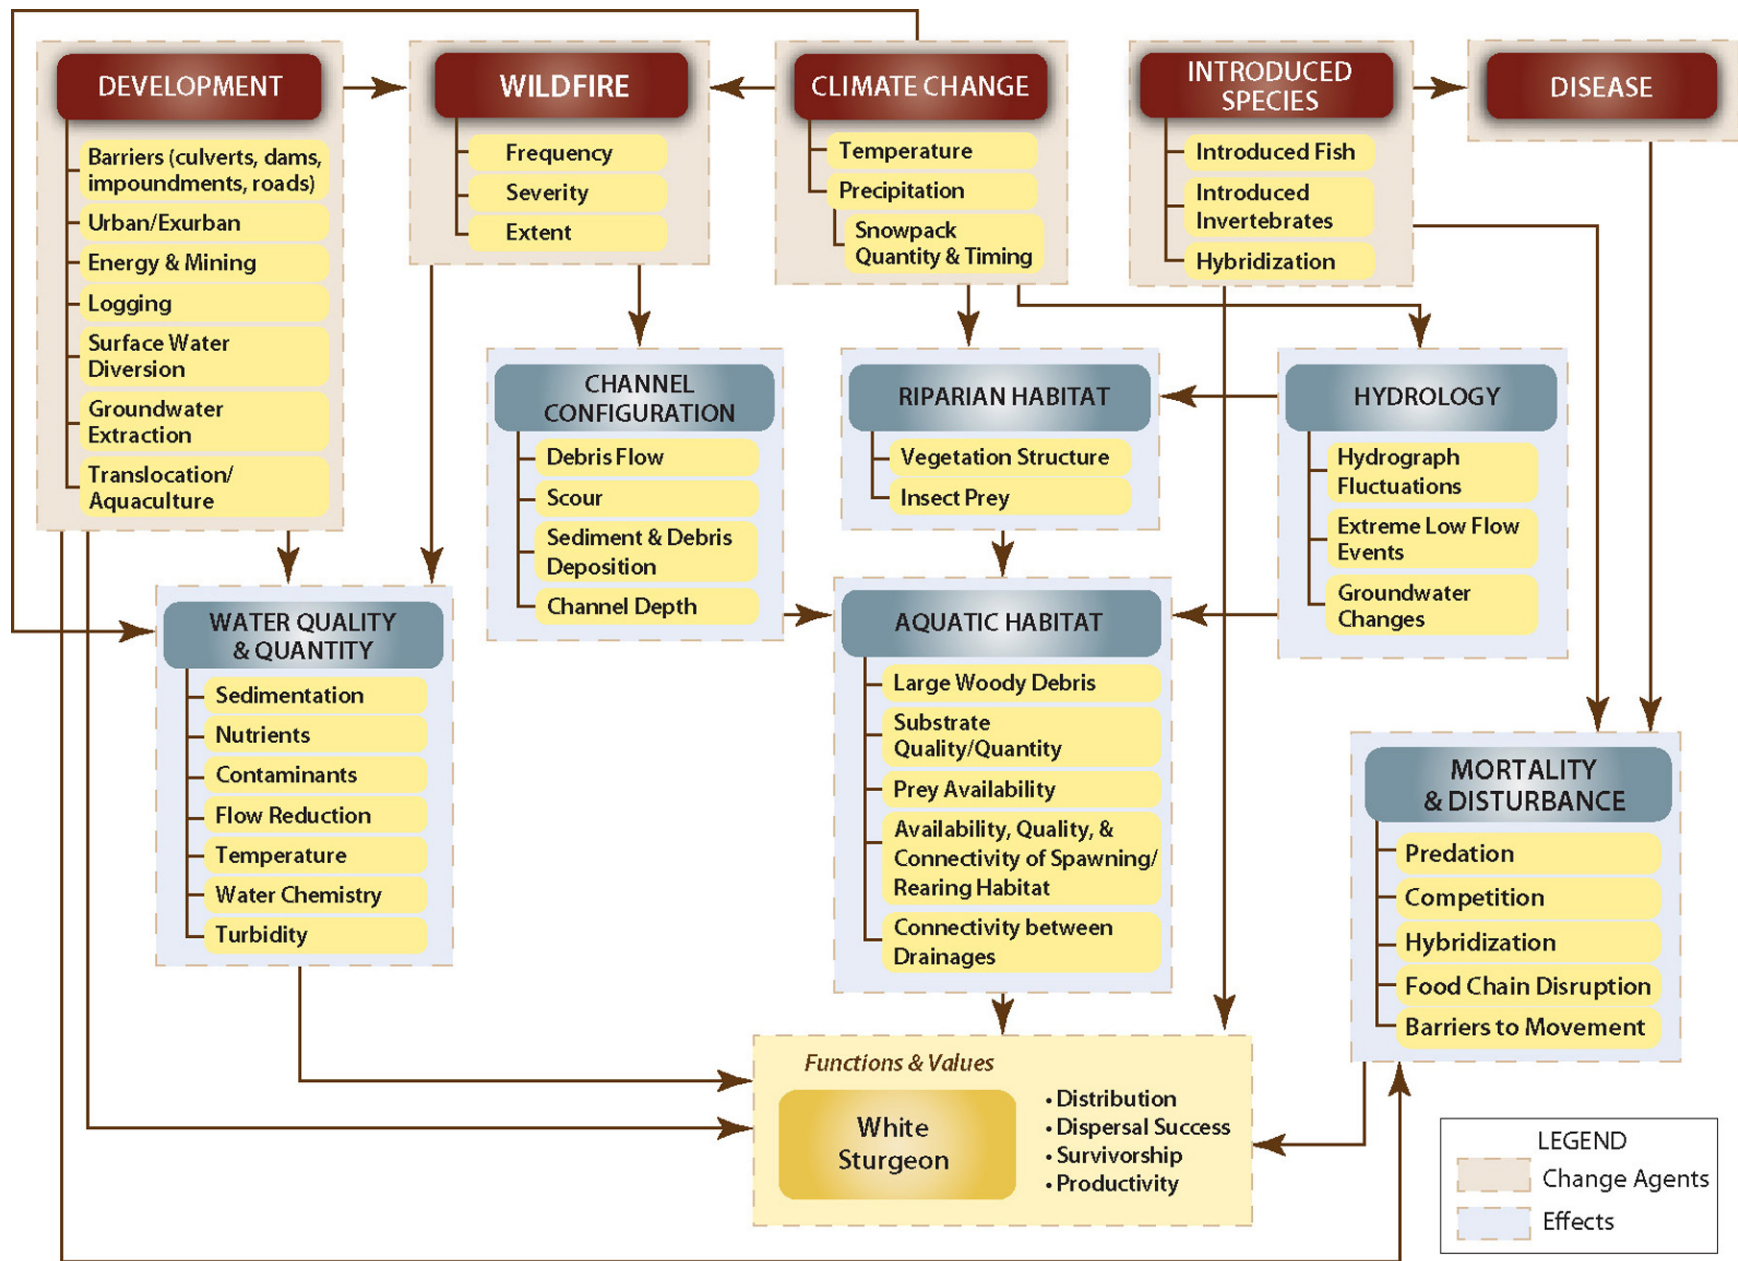 DEVELOPMENT
Barriers (culverts, dams,
impoundments, roads)
Urban/Exurban
Energy & Mining
Logging
Surface Water
Diversion
Groundwater
Extraction
Translocation/
Aquaculture
WILDFIRE
Frequency
Severity
Extent
CLIMATE CHANGE
Temperature
Precipitation
Snowpack
Quantity & Timing
INTRODUCED
SPECIES
Introduced Fish
Introduced
Invertebrates
Hybridization
DISEASE
CHANNEL
CONFIGURATION
Debris Flow
Scour
Sediment & Debris
Deposition
Channel Depth
RIPARIAN HABITAT
Vegetation Structure
Insect Prey
HYDROLOGY
Hydrograph
Fluctuations
Extreme Low Flow
Events
Groundwater
Changes
WATER QUALITY
& QUANTITY
Sedimentation
Nutrients
Contaminants
Flow Reduction
Temperature
Water Chemistry
Turbidity
AQUATIC HABITAT
Large Woody Debris
Substrate
Quality/Quantity
Prey Availability
Availability, Quality, &
Connectivity of Spawning/
Rearing Habitat
Connectivity between
Drainages
MORTALITY
& DISTURBANCE
Predation
Competition
Hybridization
Food Chain Disruption
Barriers to Movement
Functions & Values
White
Sturgeon
• Distribution
• Dispersal Success
• Survivorship
• Productivity
LEGEND
Change Agents
Effects